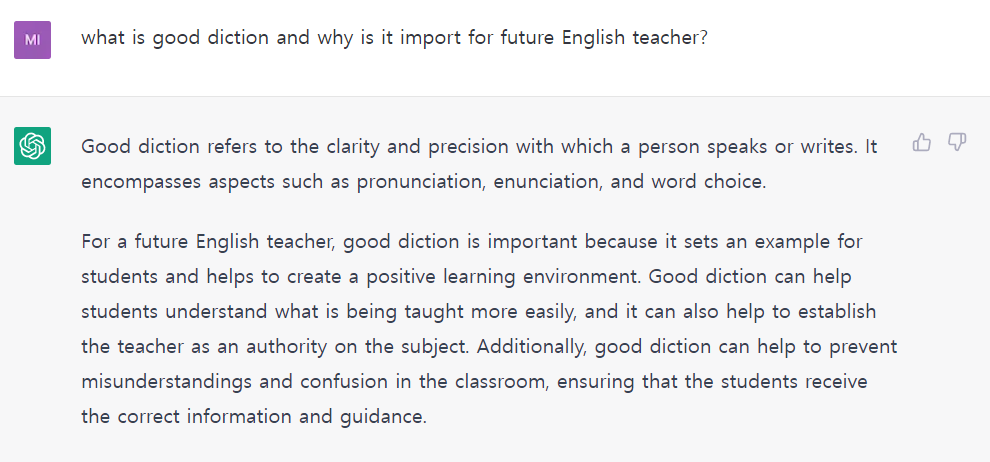 MI
what is good diction and why is it import for future English teacher?
Good diction refers to the clarity and precision with which a person speaks or writes. It
encompasses aspects such as pronunciation, enunciation, and word choice.
For a future English teacher, good diction is important because it sets an example for
students and helps to create a positive learning environment. Good diction can help
students understand what is being taught more easily, and it can also help to establish
the teacher as an authority on the subject. Additionally, good diction can help to prevent
misunderstandings and confusion in the classroom, ensuring that the students receive
the correct information and guidance.